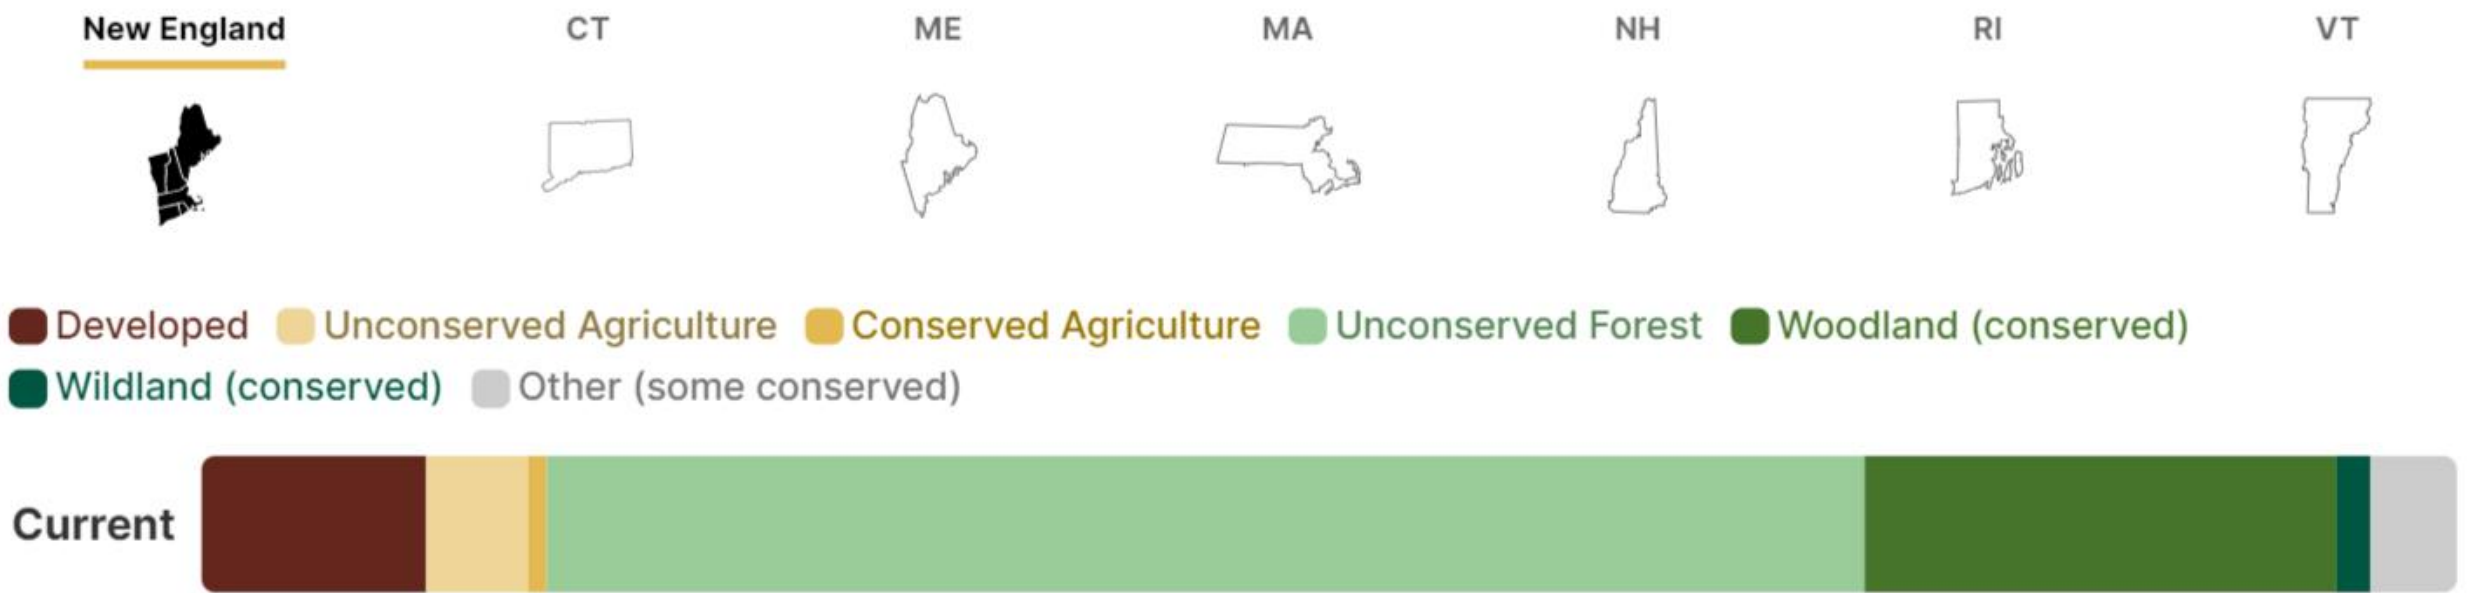 New England CT ME MA NH RI VT
Developed Unconserved Agriculture Conserved Agriculture Unconserved Forest Woodland (conserved)
Wildland (conserved) Other (some conserved)
Current